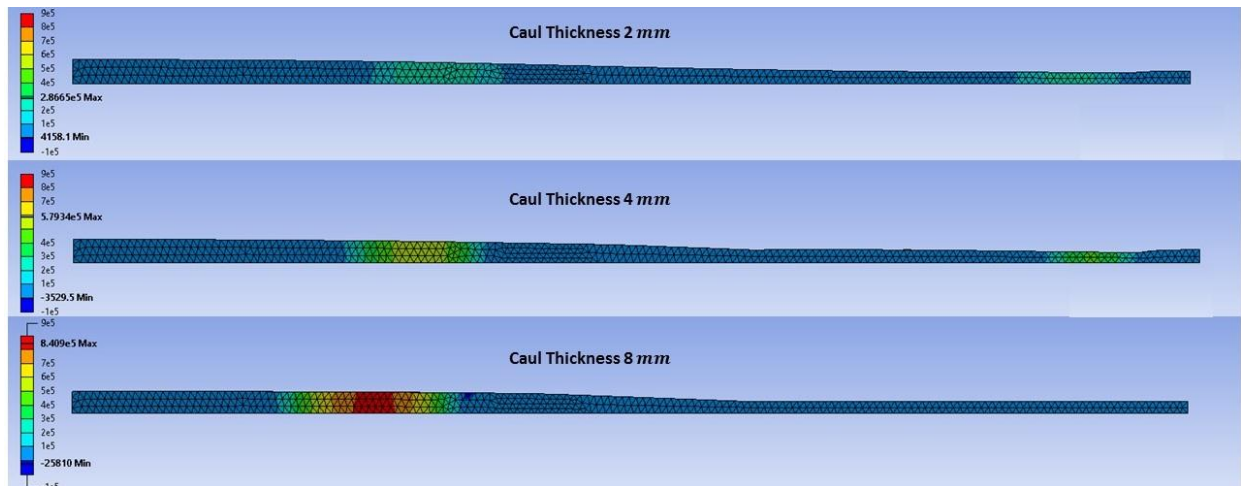 Caul Thickness 2 mm
9e5
8e5
7e5
6e5
5e5
4e5
2.8665e5 Max
2e5
1e5
4158.1 Min
-1e5
Caul Thickness 4 mm
9e5
8e5
7e5
5.7934e5 Max
4e5
3e5
2e5
1e5
-3529.5 Min
-1e5
Caul Thickness 8 mm
9e5
8.409e5 Max
7e5
6e5
5e5
4e5
3e5
2e5
1e5
-25810 Min
-1e5